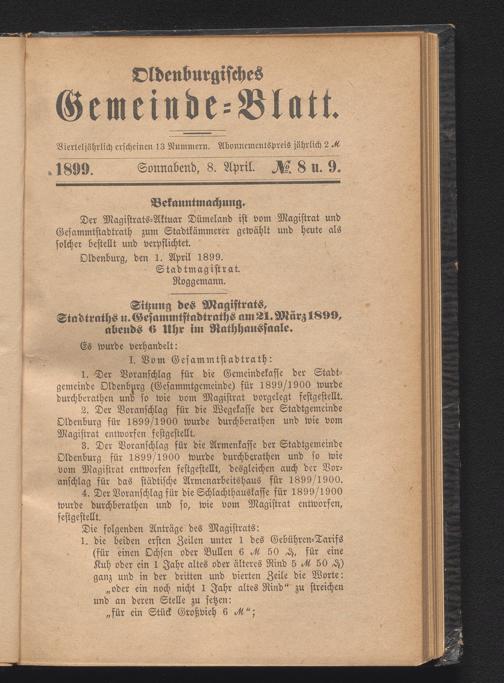 Oldenburgisches
Gemeinde-Blatt.
Vierteljährlich erscheinen 13 Nummern. Abonnementspreis jährlich 2 ℳ
1899. Sonnabend, 8. April. № 8 u. 9.
Bekanntmachung.
Der Magistrats-Aktuar Dümeland ist vom Magistrat und
Gesammtstadtrath zum Stadtkämmerer gewählt und heute als
solcher bestellt und verpflichtet.
Oldenburg, den 1. April 1899.
Stadtmagistrat.
Roggemann.
Sitzung des Magistrats,
Stadtraths u. Gesammtstadtraths am 21. März 1899,
abends 6 Uhr im Rathhaussaale.
Es wurde verhandelt:
I. Vom Gesammtstadtrath:
1. Der Voranschlag für die Gemeindekasse der Stadt-
gemeinde Oldenburg (Gesammtgemeinde) für 1899/1900 wurde
durchberathen und so wie vom Magistrat vorgelegt festgestellt.
2. Der Voranschlag für die Wegekasse der Stadtgemeinde
Oldenburg für 1899/1900 wurde durchberathen und wie vom
Magistrat entworfen festgestellt.
3. Der Voranschlag für die Armenkasse der Stadtgemeinde
Oldenburg für 1899/1900 wurde durchberathen und so wie
vom Magistrat entworfen festgestellt, desgleichen auch der Vor-
anschlag für das städtische Armenarbeitshaus für 1899/1900.
4. Der Voranschlag für die Schlachthauskasse für 1899/1900
wurde durchberathen und so, wie vom Magistrat entworfen,
festgestellt.
Die folgenden Anträge des Magistrats:
1. die beiden ersten Zeilen unter 1 des Gebühren-Tarifs
(für einen Ochsen oder Bullen 6 ℳ 50 ₰, für eine
Kuh oder ein 1 Jahr altes oder älteres Rind 5 ℳ 50 ₰)
ganz und in der dritten und vierten Zeile die Worte:
„oder ein noch nicht 1 Jahr altes Rind“ zu streichen
und an deren Stelle zu setzen:
„für ein Stück Großvieh 6 ℳ“;